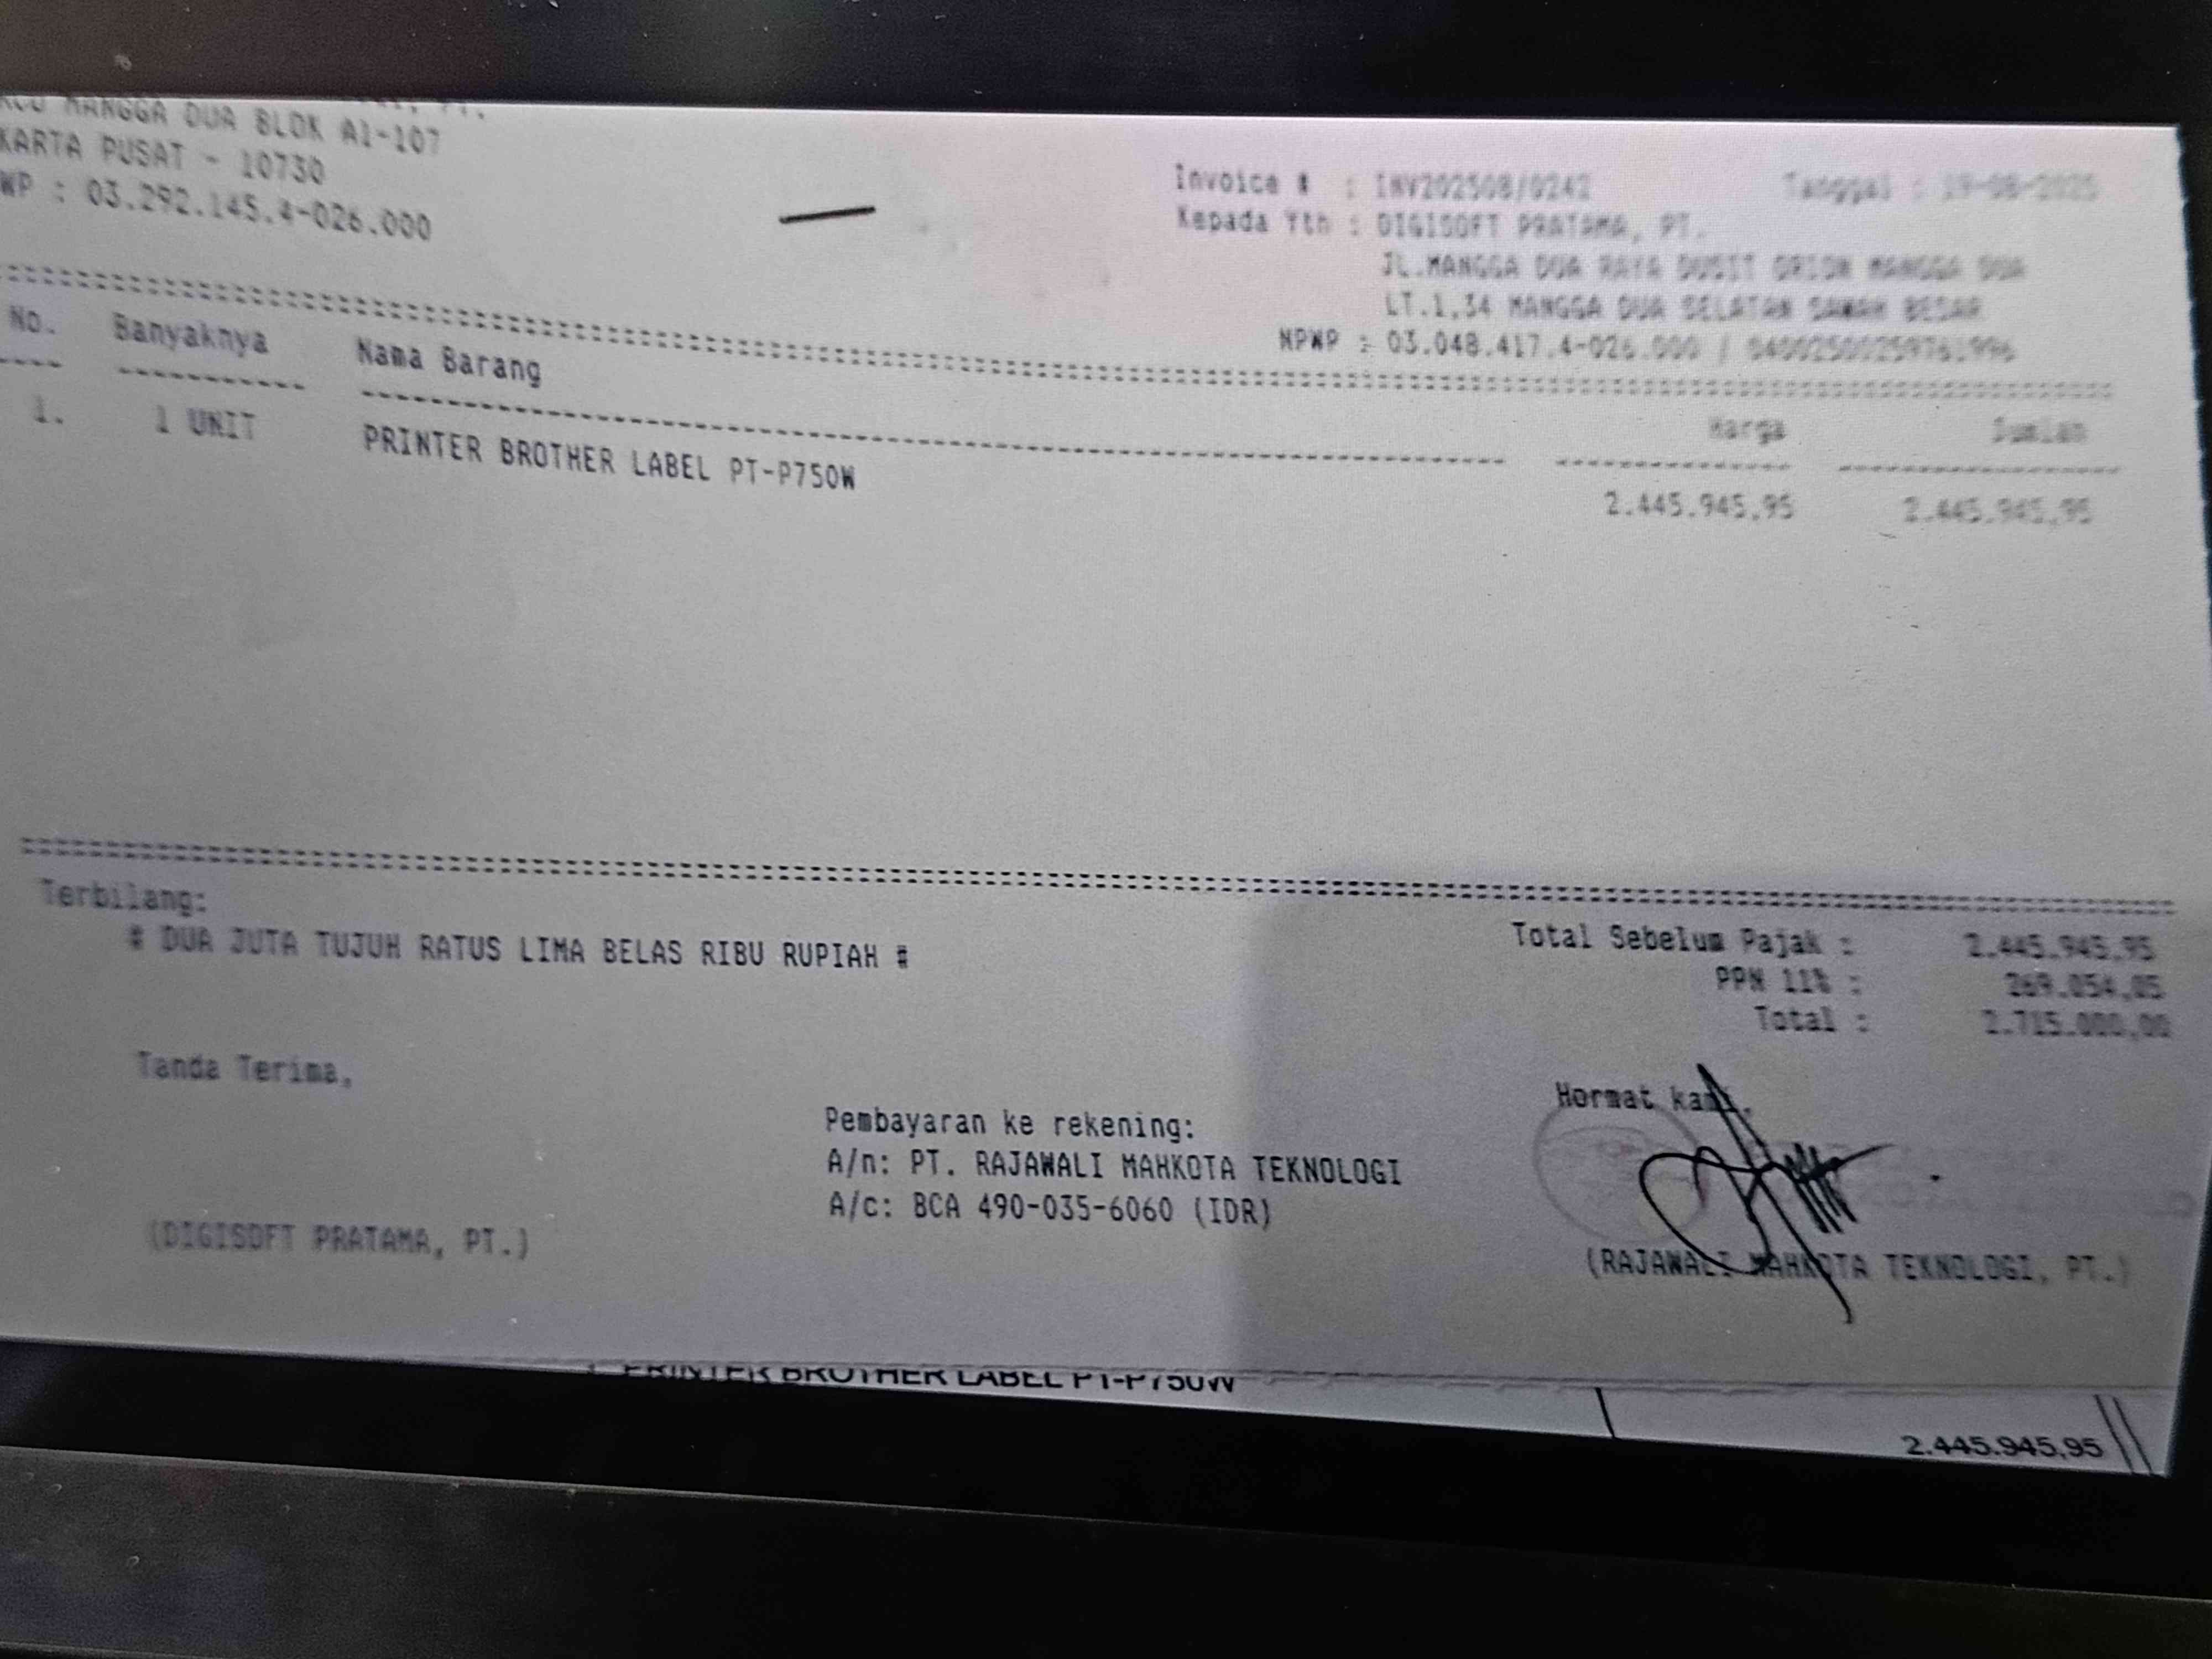 MANGGA DUA BLOK A1-107
KARTA PUSAT - 10730
WP : 03.292.145.4-026.000
Invoice # : INV202508/0242
Tanggal : 19-08-2025
Kepada Yth : DIGISOFT PRATAMA, PT.
JL.MANGGA DUA RAYA DUSIT ORION MANGGA DUA
LT.1,34 MANGGA DUA SELATAN SAWAH BESAR
NPWP : 03.048.417.4-026.000 /
No. Banyaknya Nama Barang Harga Jumlah
1. 1 UNIT PRINTER BROTHER LABEL PT-P750W 2.445.945,95 2.445.945,95
Terbilang:
# DUA JUTA TUJUH RATUS LIMA BELAS RIBU RUPIAH #
Total Sebelum Pajak : 2.445.945,95
PPN 11% : 269.054,05
Total : 2.715.000,00
Tanda Terima,
Hormat kami,
Pembayaran ke rekening:
A/n: PT. RAJAWALI MAHKOTA TEKNOLOGI
A/c: BCA 490-035-6060 (IDR)
(DIGISOFT PRATAMA, PT.)
(RAJAWALI MAHKOTA TEKNOLOGI, PT.)
PRINTER BROTHER LABEL PT-P750W
2.445.945,95